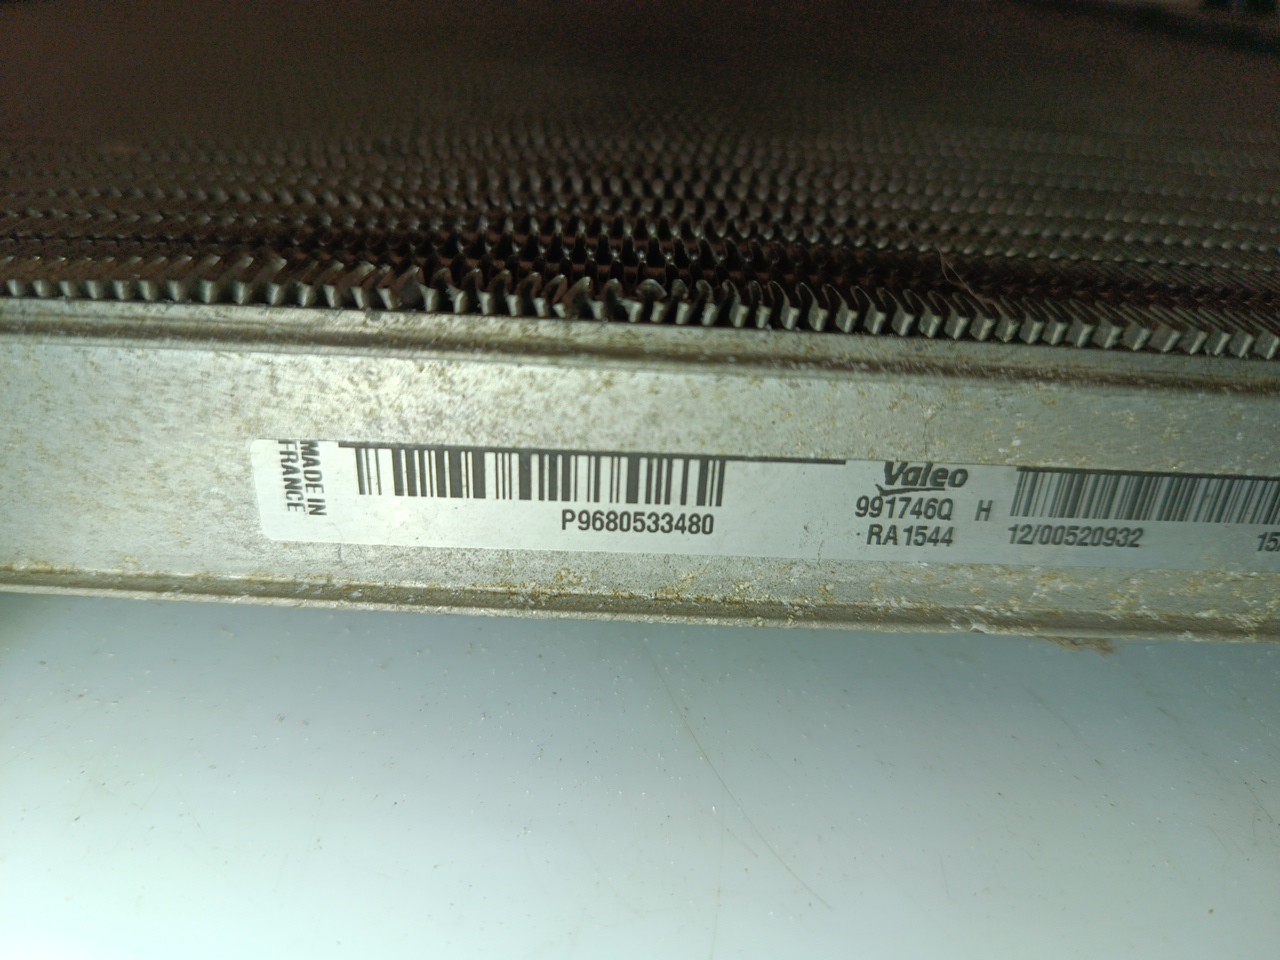 MADE IN
FRANCE
P9680533480
Valeo
991746Q H
RA1544
12/00520932